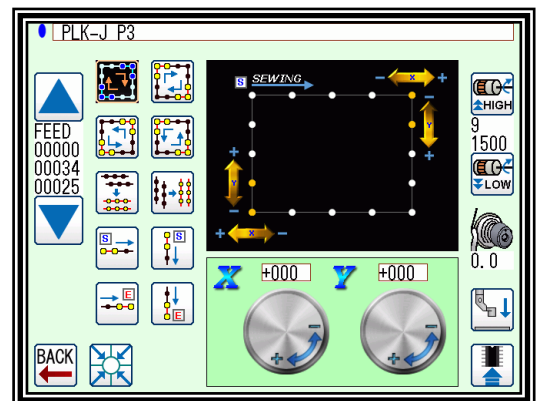 PLK-J P3
S SEWING
- X +
-
Y
+
+
Y
-
+ X -
FEED
00000
00034
00025
HIGH
9
1500
LOW
0.0
S
S
E
E
X +000 Y +000
- +
- +
BACK